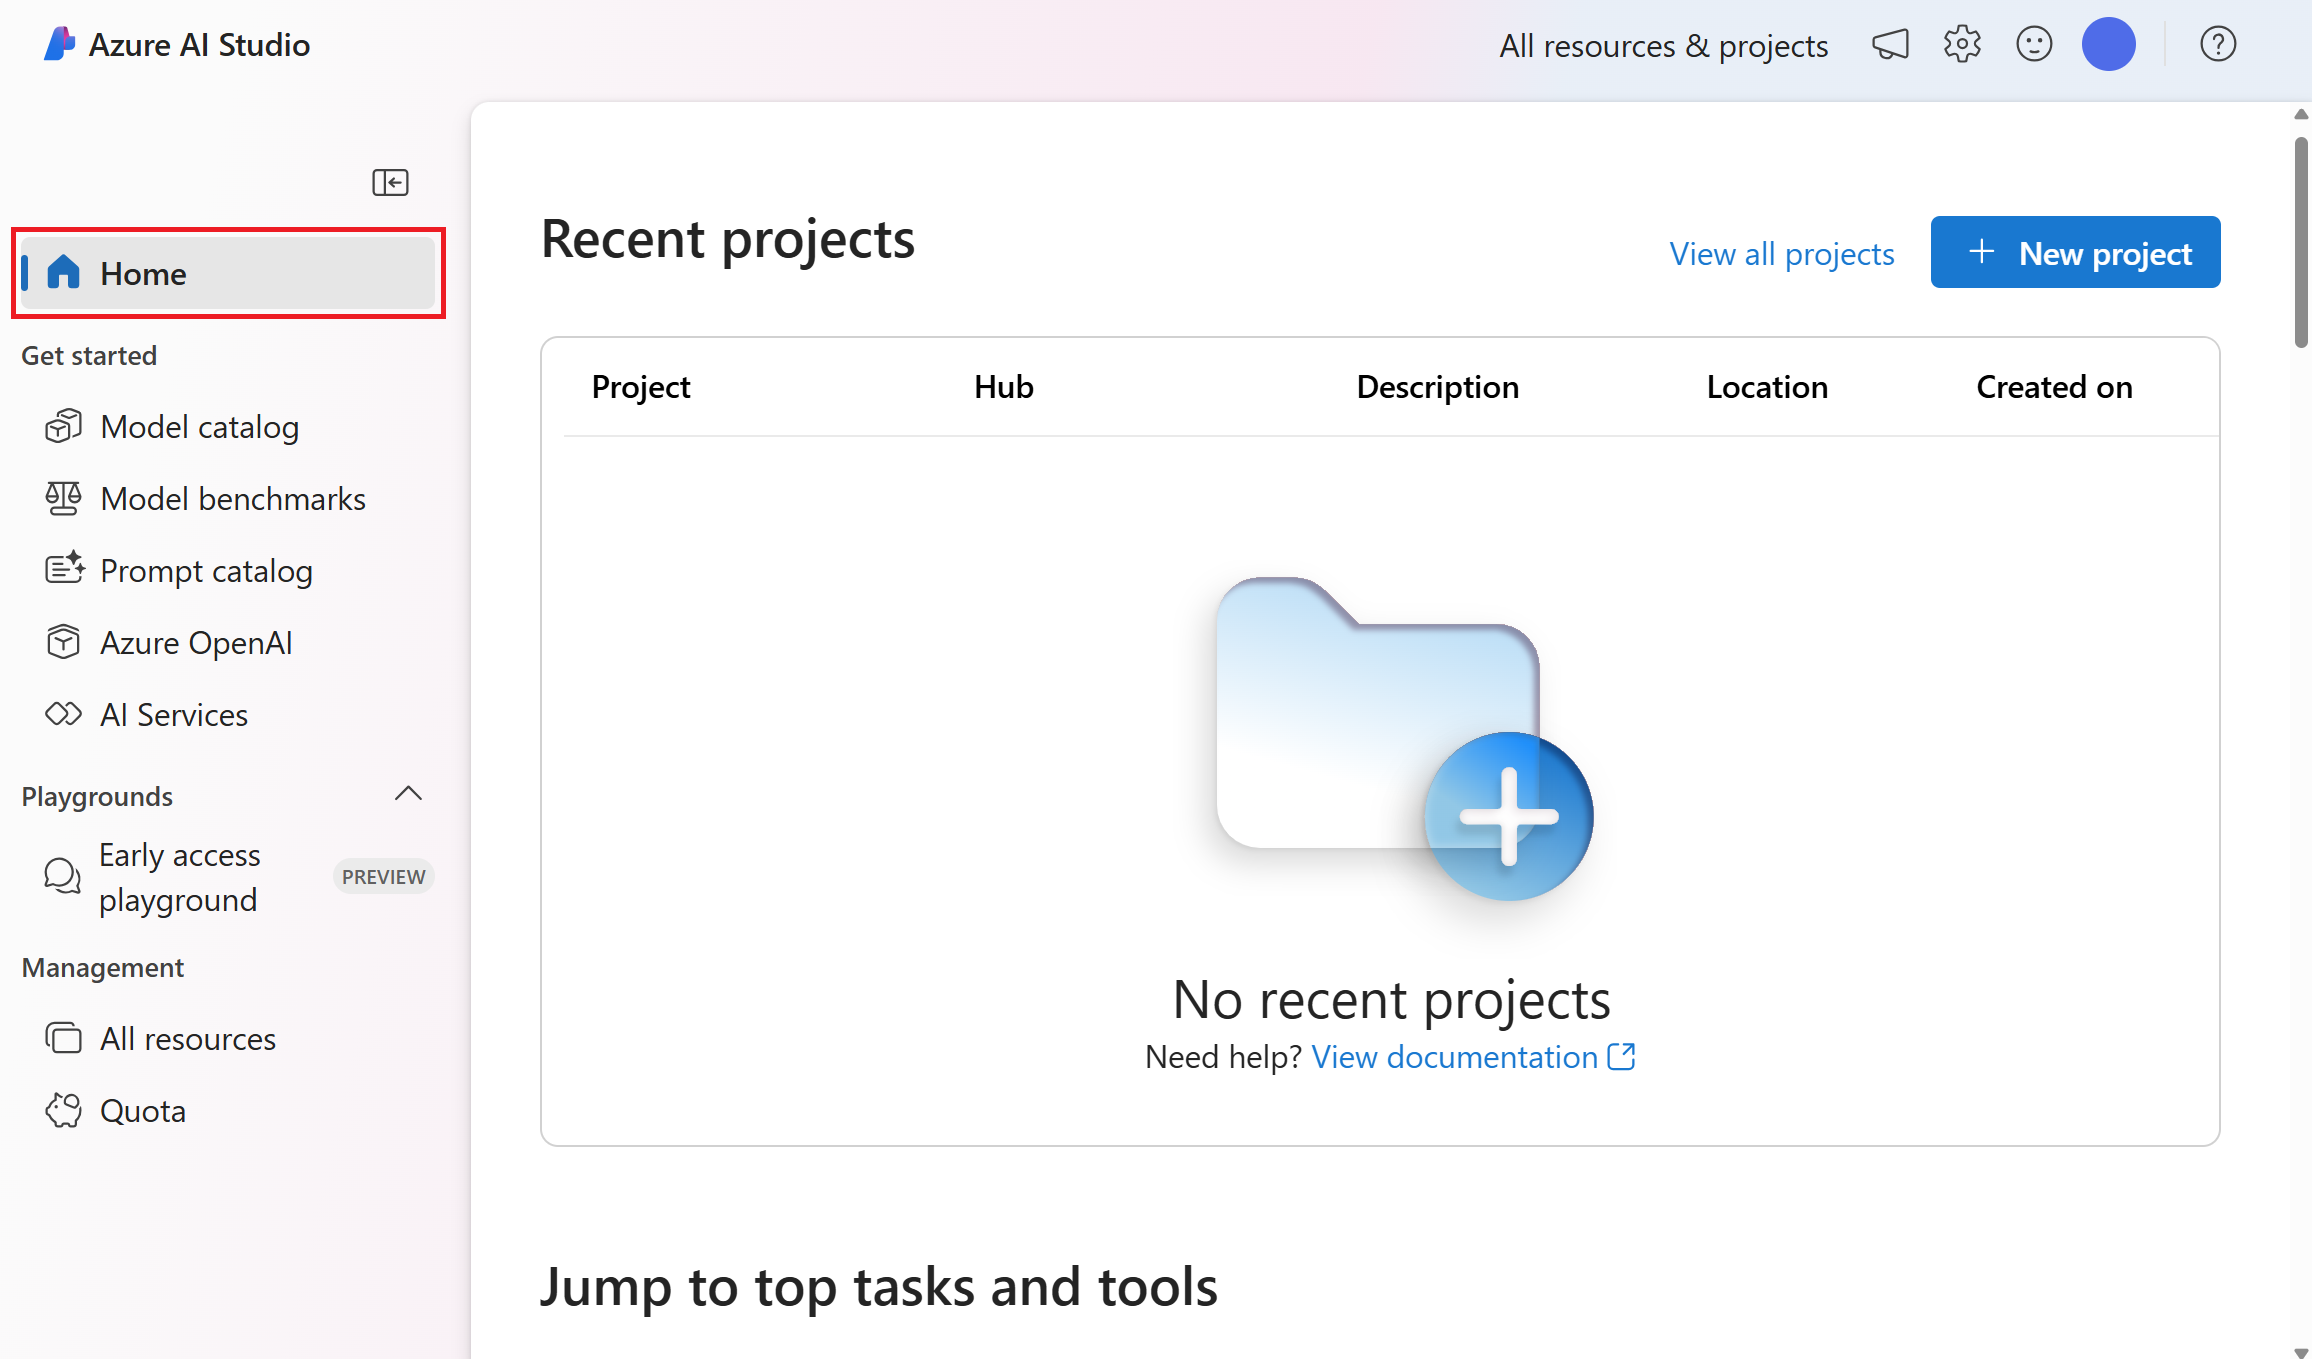 Azure AI Studio
All resources & projects
Home
Get started
Model catalog
Model benchmarks
Prompt catalog
Azure OpenAI
AI Services
Playgrounds
Early access
playground
PREVIEW
Management
All resources
Quota
Recent projects
View all projects
New project
Project Hub Description Location Created on
No recent projects
Need help? View documentation
Jump to top tasks and tools